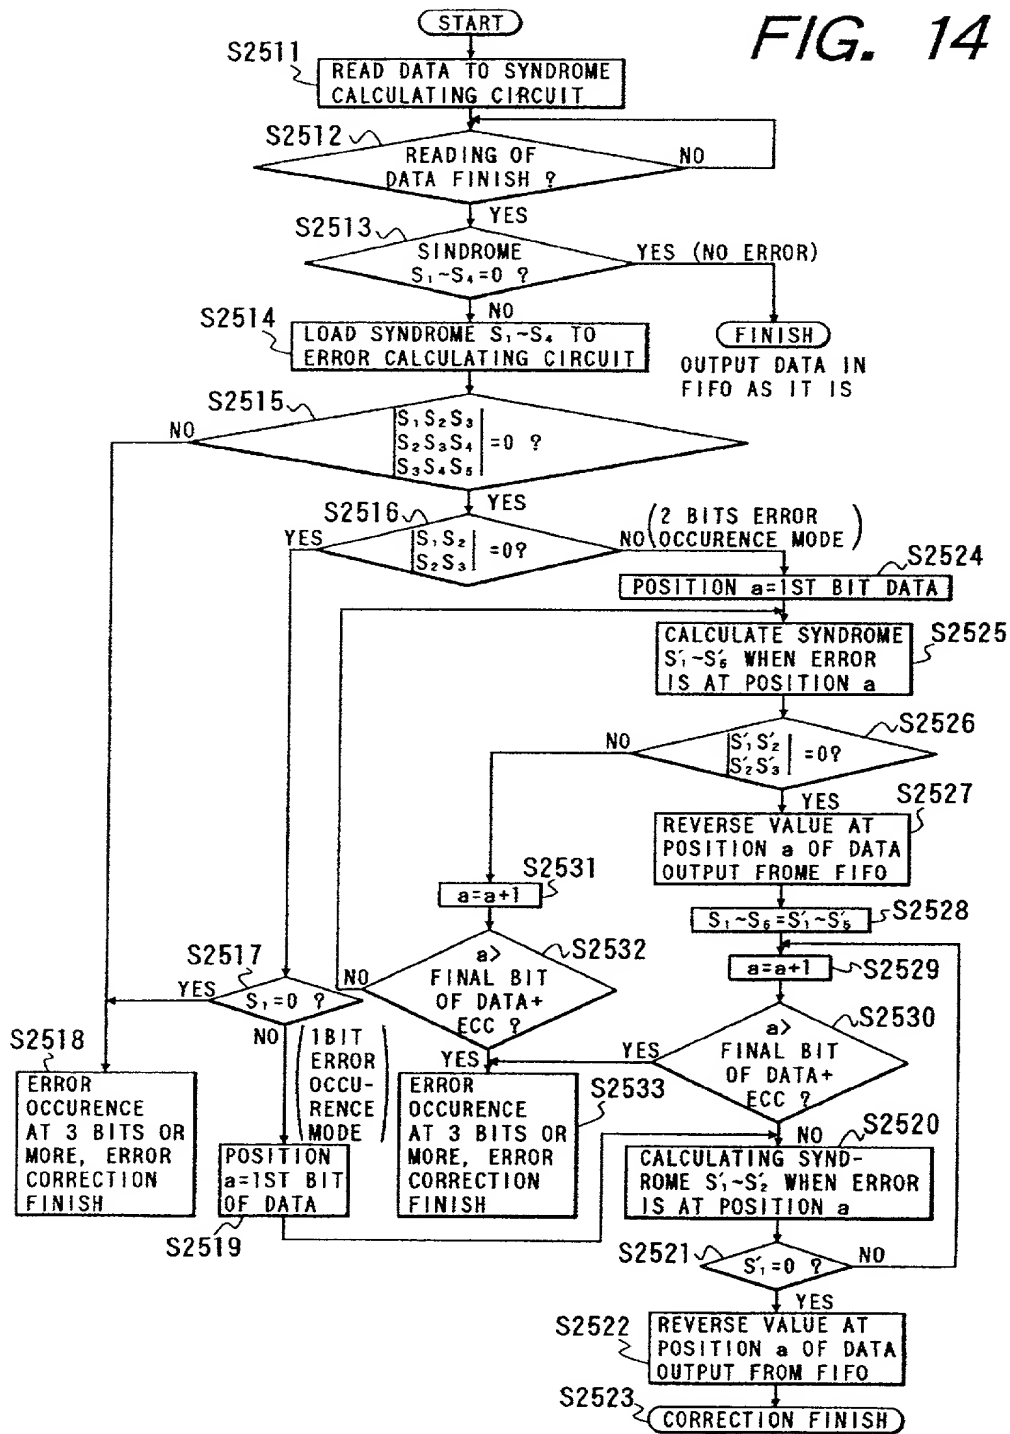 FIG. 14
START
S2511
READ DATA TO SYNDROME
CALCULATING CIRCUIT
S2512
READING OF
DATA FINISH ?
NO
YES
S2513
SINDROME
S₁~S₄=0 ?
YES (NO ERROR)
NO
FINISH
OUTPUT DATA IN
FIFO AS IT IS
S2514
LOAD SYNDROME S₁~S₄ TO
ERROR CALCULATING CIRCUIT
S2515
NO
|S₁S₂S₃|
|S₂S₃S₄| =0 ?
|S₃S₄S₅|
YES
S2516
YES
|S₁S₂|
|S₂S₃| =0?
NO
(2 BITS ERROR
OCCURENCE MODE)
S2524
POSITION a=1ST BIT DATA
S2525
CALCULATE SYNDROME
S′₁~S′₅ WHEN ERROR
IS AT POSITION a
S2526
NO
|S′₁S′₂|
|S′₂S′₃| =0?
YES
S2527
REVERSE VALUE AT
POSITION a OF DATA
OUTPUT FROME FIFO
S2528
S₁~S₅=S′₁~S′₅
S2531
a=a+1
S2532
a>
FINAL BIT
OF DATA+
ECC ?
NO
YES
S2529
a=a+1
S2530
a>
FINAL BIT
OF DATA+
ECC ?
YES
NO
S2517
YES
S₁=0 ?
NO
(1BIT
ERROR
OCCU-
RENCE
MODE)
S2518
ERROR
OCCURENCE
AT 3 BITS OR
MORE, ERROR
CORRECTION
FINISH
POSITION
a=1ST BIT
OF DATA
S2519
S2533
ERROR
OCCURENCE
AT 3 BITS OR
MORE, ERROR
CORRECTION
FINISH
S2520
CALCULATING SYND-
ROME S′₁~S′₂ WHEN ERROR
IS AT POSITION a
S2521
S′₁=0 ?
NO
YES
S2522
REVERSE VALUE AT
POSITION a OF DATA
OUTPUT FROM FIFO
S2523
CORRECTION FINISH